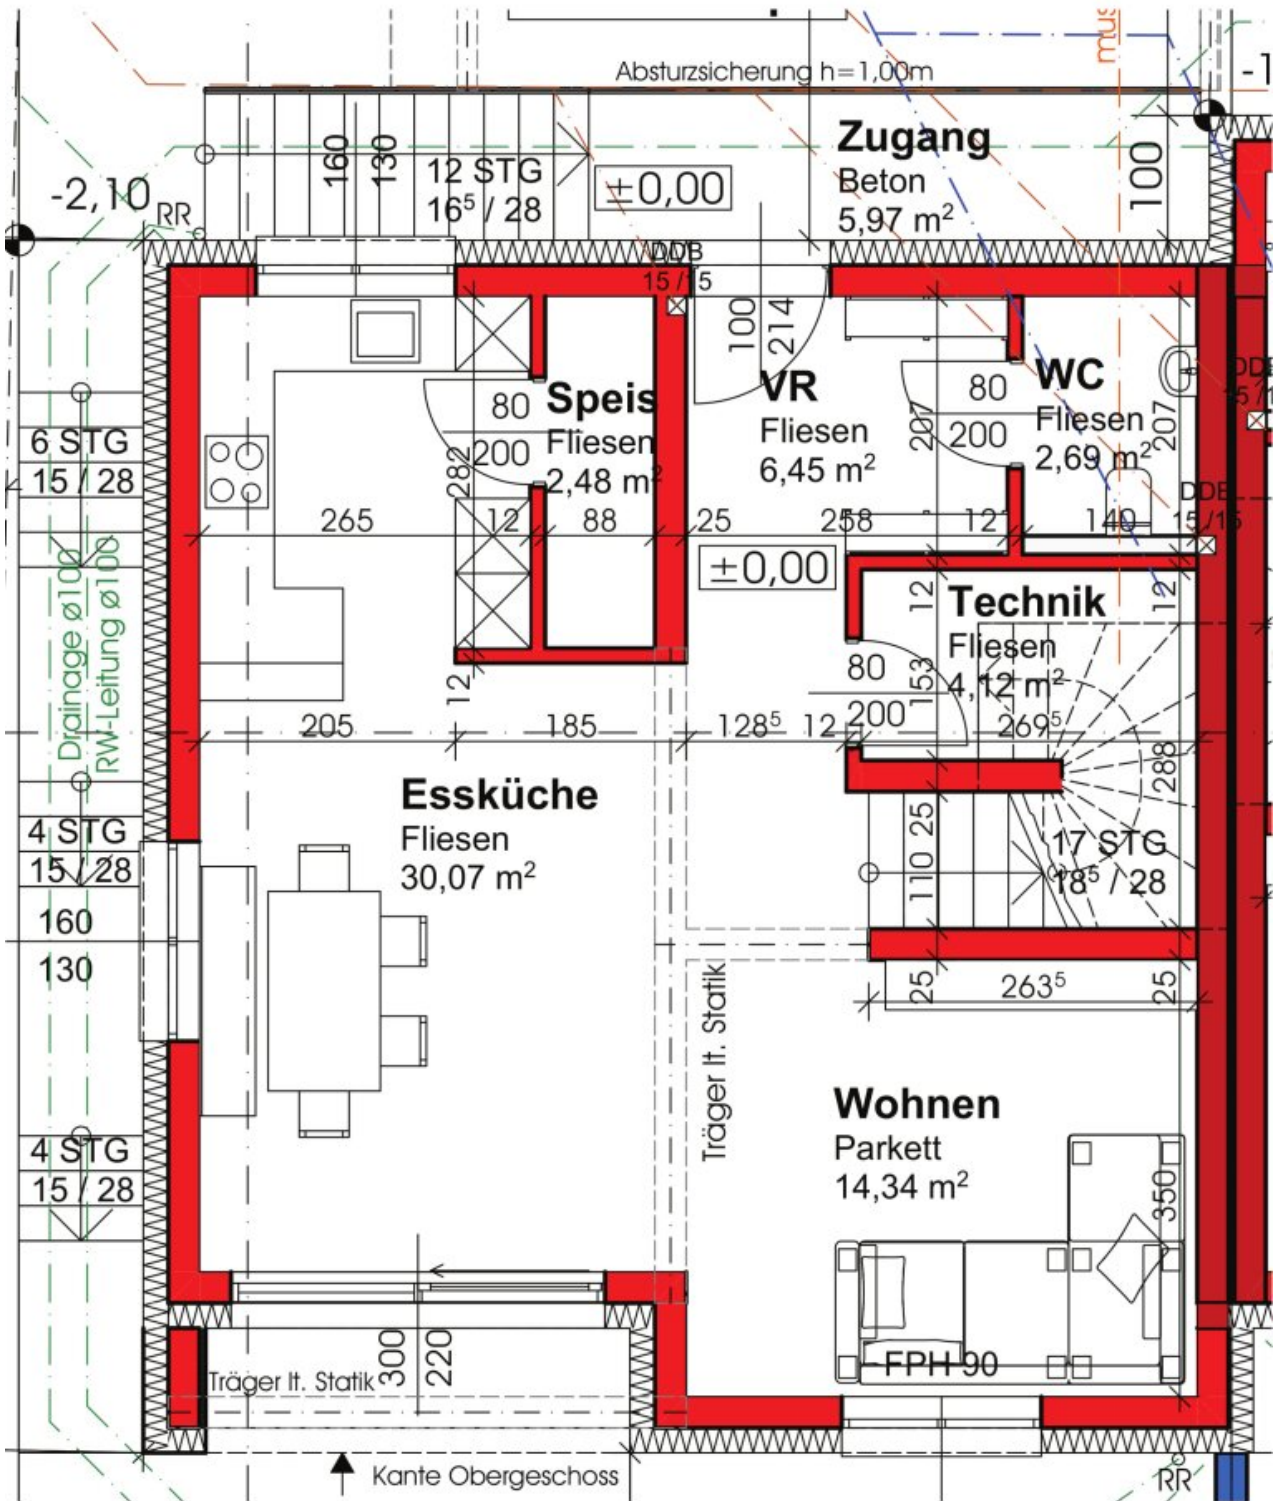 Absturzsicherung h=1,00m
mus
-1
Zugang
Beton
5,97 m²
100
160
130
12 STG
16⁵ / 28
±0,00
-2,10
RR
DDB
15 /15
100
214
Speis
Fliesen
2,48 m²
80
200
VR
Fliesen
6,45 m²
80
200
WC
Fliesen
2,69 m²
207
207
282
6 STG
15 / 28
265
12
88
25
258
12
140
DDB
15 /15
±0,00
12
12
Technik
Fliesen
4,12 m²
Drainage ø100
RW-Leitung ø100
12
80
200
153
205
185
128⁵
12
269⁵
288
Essküche
Fliesen
30,07 m²
4 STG
15 / 28
160
130
25
110
17 STG
18⁵ / 28
25
263⁵
25
Träger lt. Statik
Wohnen
Parkett
14,34 m²
350
4 STG
15 / 28
300
220
FPH 90
Träger lt. Statik
Kante Obergeschoss
RR